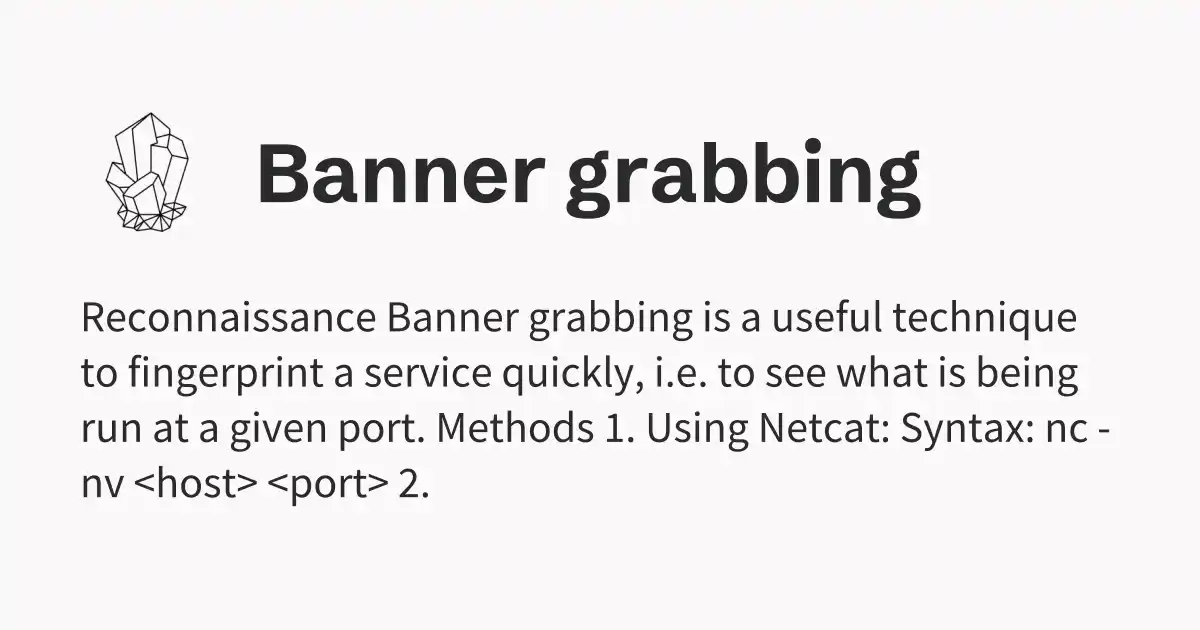 Banner grabbing
Reconnaissance Banner grabbing is a useful technique
to fingerprint a service quickly, i.e. to see what is being
run at a given port. Methods 1. Using Netcat: Syntax: nc -
nv <host> <port> 2.